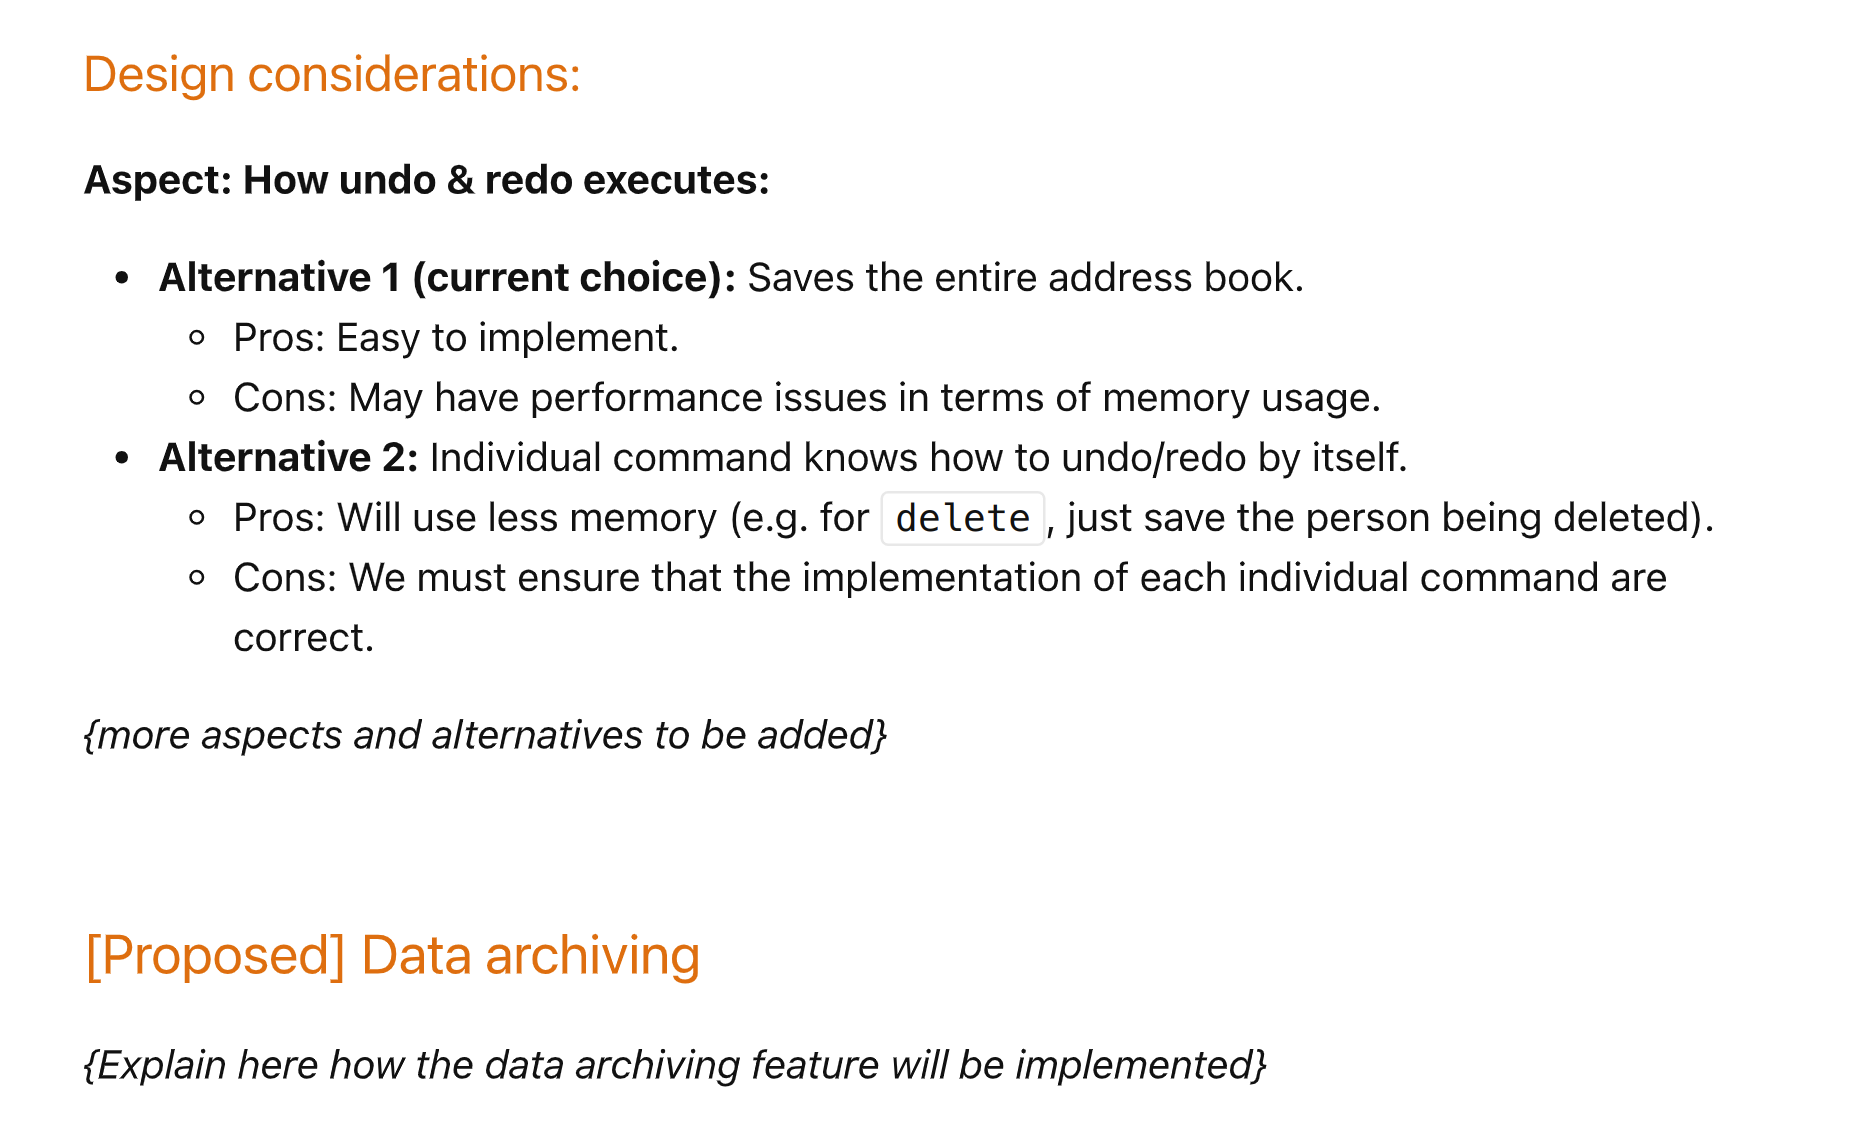 Design considerations:
Aspect: How undo & redo executes:
• Alternative 1 (current choice): Saves the entire address book.
◦ Pros: Easy to implement.
◦ Cons: May have performance issues in terms of memory usage.
• Alternative 2: Individual command knows how to undo/redo by itself.
◦ Pros: Will use less memory (e.g. for delete, just save the person being deleted).
◦ Cons: We must ensure that the implementation of each individual command are
correct.
{more aspects and alternatives to be added}
[Proposed] Data archiving
{Explain here how the data archiving feature will be implemented}